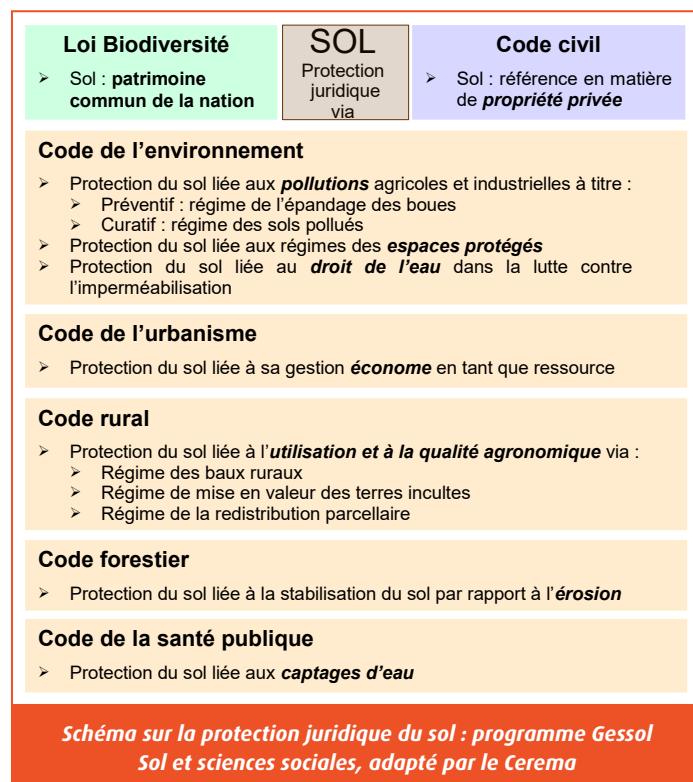 Loi Biodiversité
➢ Sol : patrimoine
commun de la nation
SOL
Protection
juridique
via
Code civil
➢ Sol : référence en matière
de propriété privée
Code de l'environnement
➢ Protection du sol liée aux pollutions agricoles et industrielles à titre :
➢ Préventif : régime de l'épandage des boues
➢ Curatif : régime des sols pollués
➢ Protection du sol liée aux régimes des espaces protégés
➢ Protection du sol liée au droit de l'eau dans la lutte contre
l'imperméabilisation
Code de l'urbanisme
➢ Protection du sol liée à sa gestion économe en tant que ressource
Code rural
➢ Protection du sol liée à l'utilisation et à la qualité agronomique via :
➢ Régime des baux ruraux
➢ Régime de mise en valeur des terres incultes
➢ Régime de la redistribution parcellaire
Code forestier
➢ Protection du sol liée à la stabilisation du sol par rapport à l'érosion
Code de la santé publique
➢ Protection du sol liée aux captages d'eau
Schéma sur la protection juridique du sol : programme Gessol
Sol et sciences sociales, adapté par le Cerema